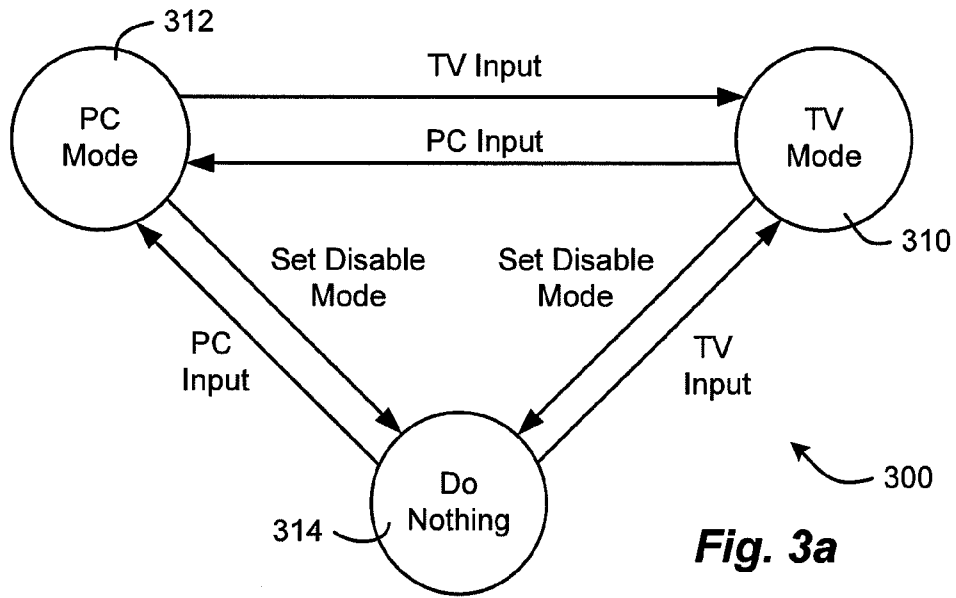 312
PC
Mode
TV Input
PC Input
TV
Mode
310
Set Disable
Mode
Set Disable
Mode
PC
Input
TV
Input
Do
Nothing
314
300
Fig. 3a